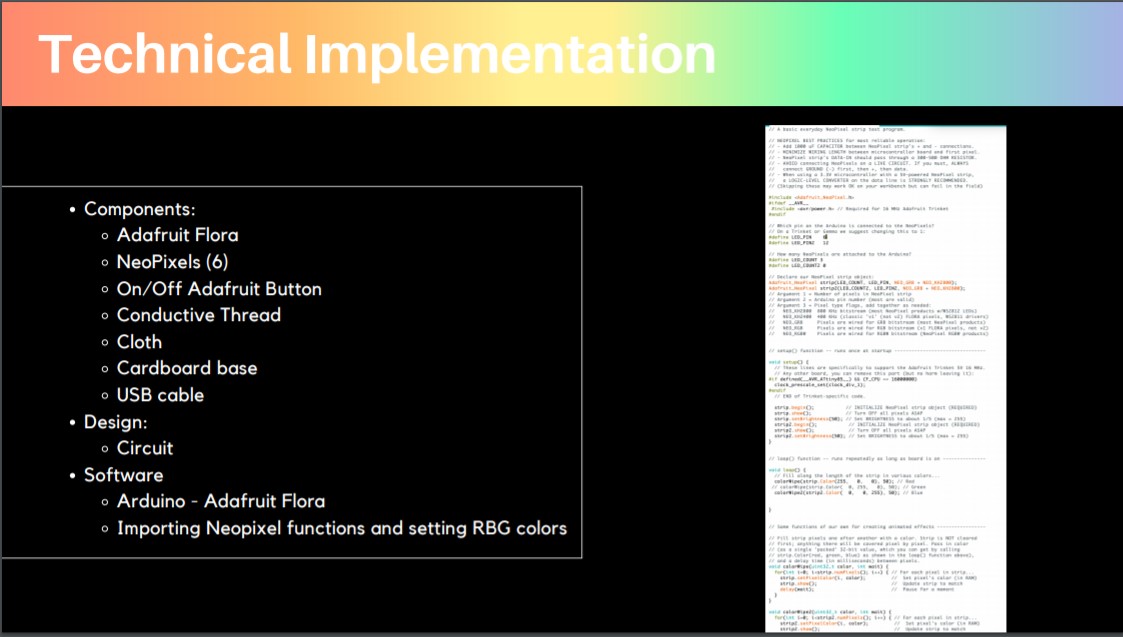 Technical Implementation
• Components:
◦ Adafruit Flora
◦ NeoPixels (6)
◦ On/Off Adafruit Button
◦ Conductive Thread
◦ Cloth
◦ Cardboard base
◦ USB cable
• Design:
◦ Circuit
• Software
◦ Arduino - Adafruit Flora
◦ Importing Neopixel functions and setting RBG colors
// A basic everyday NeoPixel strip test program.
// NEOPIXEL BEST PRACTICES for most reliable operation:
// - Add 1000 uF CAPACITOR between NeoPixel strip's + and - connections.
// - MINIMIZE WIRING LENGTH between microcontroller board and first pixel.
// - NeoPixel strip's DATA-IN should pass through a 300-500 OHM RESISTOR.
// - AVOID connecting NeoPixels on a LIVE CIRCUIT. If you must, ALWAYS
// connect GROUND (-) first, then +, then data.
// - When using a 3.3V microcontroller with a 5V-powered NeoPixel strip,
// a LOGIC-LEVEL CONVERTER on the data line is STRONGLY RECOMMENDED.
// (Skipping these may work OK on your workbench but can fail in the field)
#include <Adafruit_NeoPixel.h>
#ifdef __AVR__
#include <avr/power.h> // Required for 16 MHz Adafruit Trinket
#endif
// Which pin on the Arduino is connected to the NeoPixels?
// On a Trinket or Gemma we suggest changing this to 1:
#define LED_PIN
#define LED_PIN2 12
// How many NeoPixels are attached to the Arduino?
#define LED_COUNT
#define LED_COUNT2
// Declare our NeoPixel strip object:
Adafruit_NeoPixel strip(LED_COUNT, LED_PIN, NEO_GRB + NEO_KHZ800);
Adafruit_NeoPixel strip2(LED_COUNT2, LED_PIN2, NEO_GRB + NEO_KHZ800);
// Argument 1 = Number of pixels in NeoPixel strip
// Argument 2 = Arduino pin number (most are valid)
// Argument 3 = Pixel type flags, add together as needed:
// NEO_KHZ800 800 KHz bitstream (most NeoPixel products w/WS2812 LEDs)
// NEO_KHZ400 400 KHz (classic 'v1' (not v2) FLORA pixels, WS2811 drivers)
// NEO_GRB Pixels are wired for GRB bitstream (most NeoPixel products)
// NEO_RGB Pixels are wired for RGB bitstream (v1 FLORA pixels, not v2)
// NEO_RGBW Pixels are wired for RGBW bitstream (NeoPixel RGBW products)
// setup() function -- runs once at startup --------------------------------
void setup() {
// These lines are specifically to support the Adafruit Trinket 5V 16 MHz.
// Any other board, you can remove this part (but no harm leaving it):
#if defined(__AVR_ATtiny85__) && (F_CPU == 16000000)
clock_prescale_set(clock_div_1);
#endif
// END of Trinket-specific code.
strip.begin(); // INITIALIZE NeoPixel strip object (REQUIRED)
strip.show(); // Turn OFF all pixels ASAP
strip.setBrightness(50); // Set BRIGHTNESS to about 1/5 (max = 255)
strip2.begin(); // INITIALIZE NeoPixel strip object (REQUIRED)
strip2.show(); // Turn OFF all pixels ASAP
strip2.setBrightness(50); // Set BRIGHTNESS to about 1/5 (max = 255)
}
// loop() function -- runs repeatedly as long as board is on ---------------
void loop() {
// Fill along the length of the strip in various colors...
colorWipe(strip.Color(255, 0, 0), 50); // Red
// colorWipe(strip.Color( 0, 255, 0), 50); // Green
colorWipe2(strip2.Color( 0, 0, 255), 50); // Blue
}
// Some functions of our own for creating animated effects -----------------
// Fill strip pixels one after another with a color. Strip is NOT cleared
// first; anything there will be covered pixel by pixel. Pass in color
// (as a single 'packed' 32-bit value, which you can get by calling
// strip.Color(red, green, blue) as shown in the loop() function above),
// and a delay time (in milliseconds) between pixels.
void colorWipe(uint32_t color, int wait) {
for(int i=0; i<strip.numPixels(); i++) { // For each pixel in strip...
strip.setPixelColor(i, color); // Set pixel's color (in RAM)
strip.show(); // Update strip to match
delay(wait); // Pause for a moment
}
}
void colorWipe2(uint32_t color, int wait) {
for(int i=0; i<strip2.numPixels(); i++) { // For each pixel in strip...
strip2.setPixelColor(i, color); // Set pixel's color (in RAM)
strip2.show(); // Update strip to match